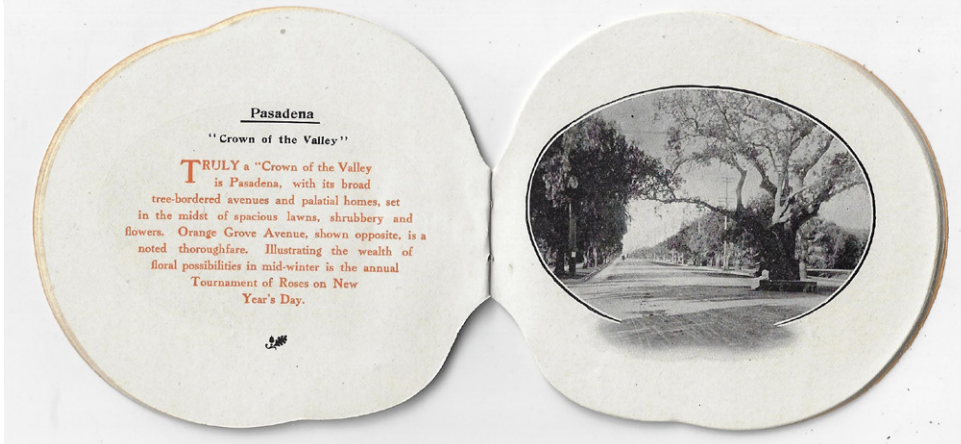 Pasadena
"Crown of the Valley"
TRULY a "Crown of the Valley
is Pasadena, with its broad
tree-bordered avenues and palatial homes, set
in the midst of spacious lawns, shrubbery and
flowers. Orange Grove Avenue, shown opposite, is a
noted thoroughfare. Illustrating the wealth of
floral possibilities in mid-winter is the annual
Tournament of Roses on New
Year's Day.